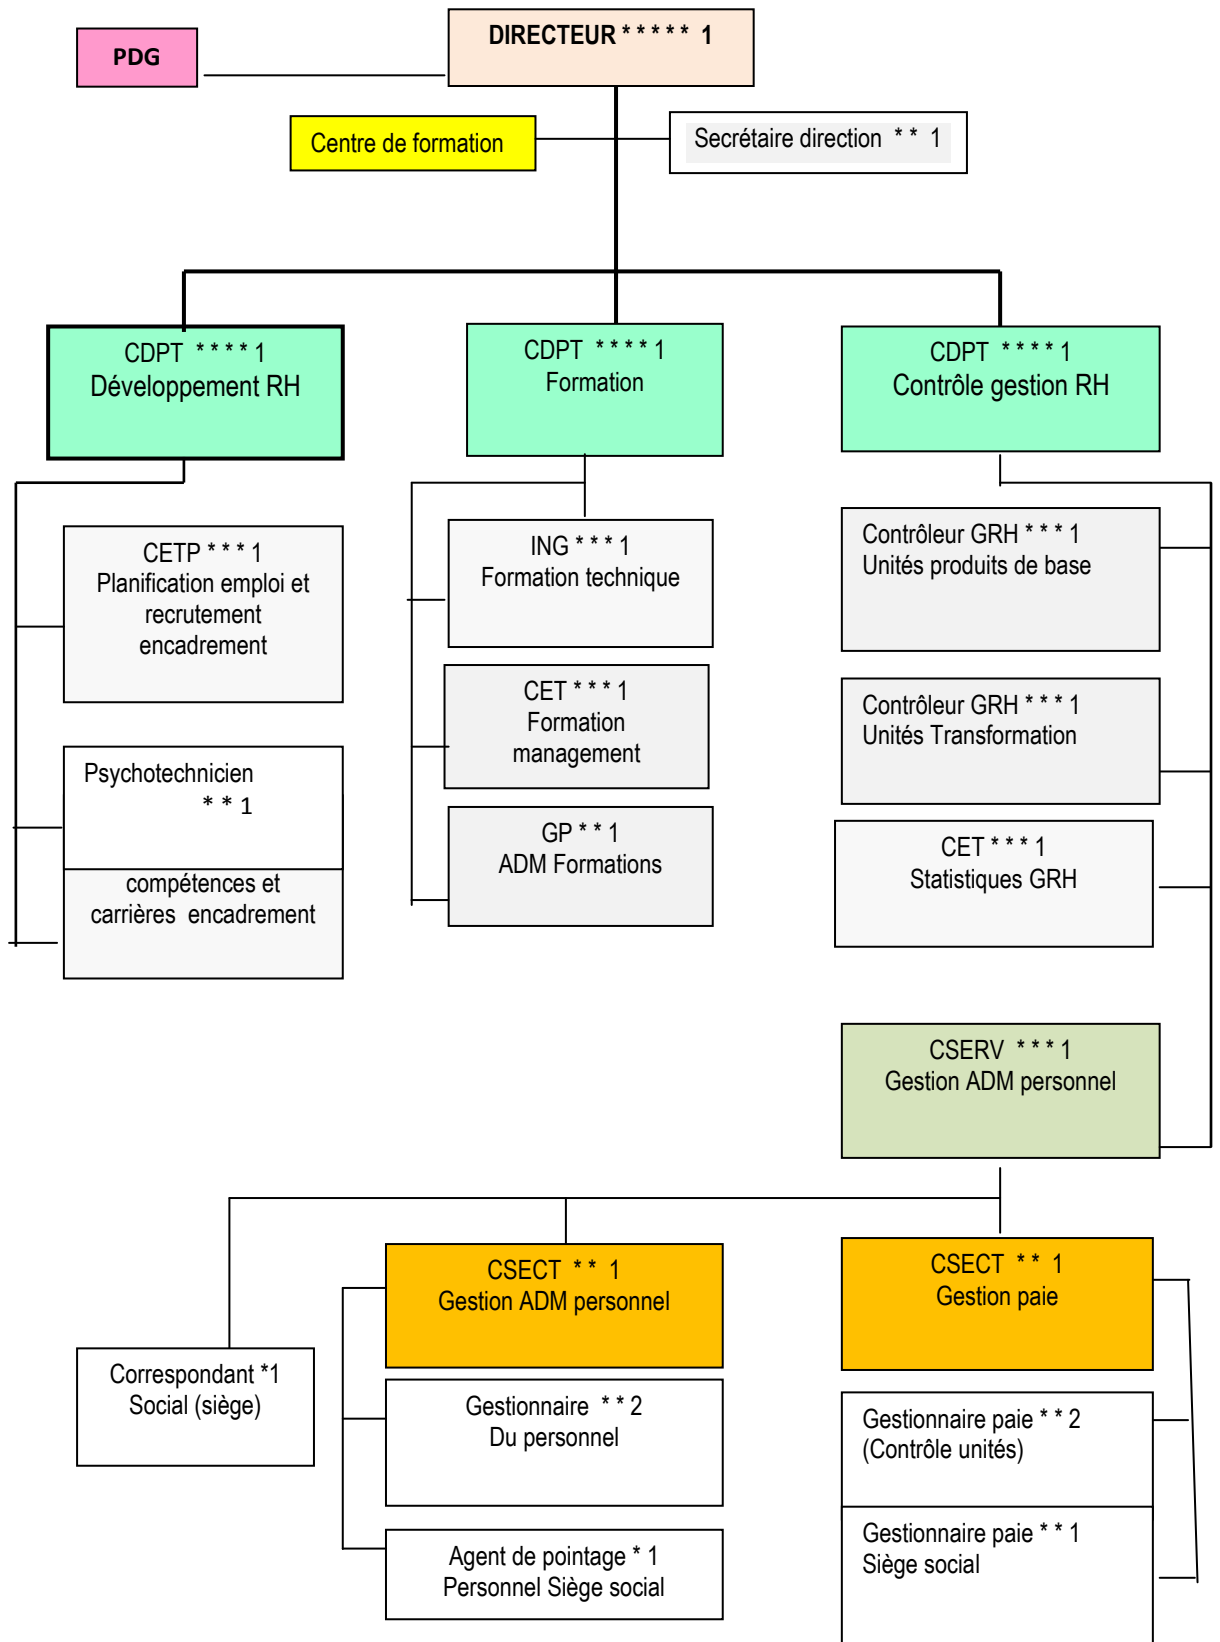 PDG
DIRECTEUR * * * * * 1
Centre de formation
Secrétaire direction * * 1
CDPT * * * * 1
Développement RH
CDPT * * * * 1
Formation
CDPT * * * * 1
Contrôle gestion RH
CETP * * * 1
Planification emploi et
recrutement
encadrement
Psychotechnicien
* * 1
compétences et
carrières encadrement
ING * * * 1
Formation technique
CET * * * 1
Formation
management
GP * * 1
ADM Formations
Contrôleur GRH * * * 1
Unités produits de base
Contrôleur GRH * * * 1
Unités Transformation
CET * * * 1
Statistiques GRH
CSERV * * * 1
Gestion ADM personnel
Correspondant *1
Social (siège)
CSECT * * 1
Gestion ADM personnel
Gestionnaire * * 2
Du personnel
Agent de pointage * 1
Personnel Siège social
CSECT * * 1
Gestion paie
Gestionnaire paie * * 2
(Contrôle unités)
Gestionnaire paie * * 1
Siège social